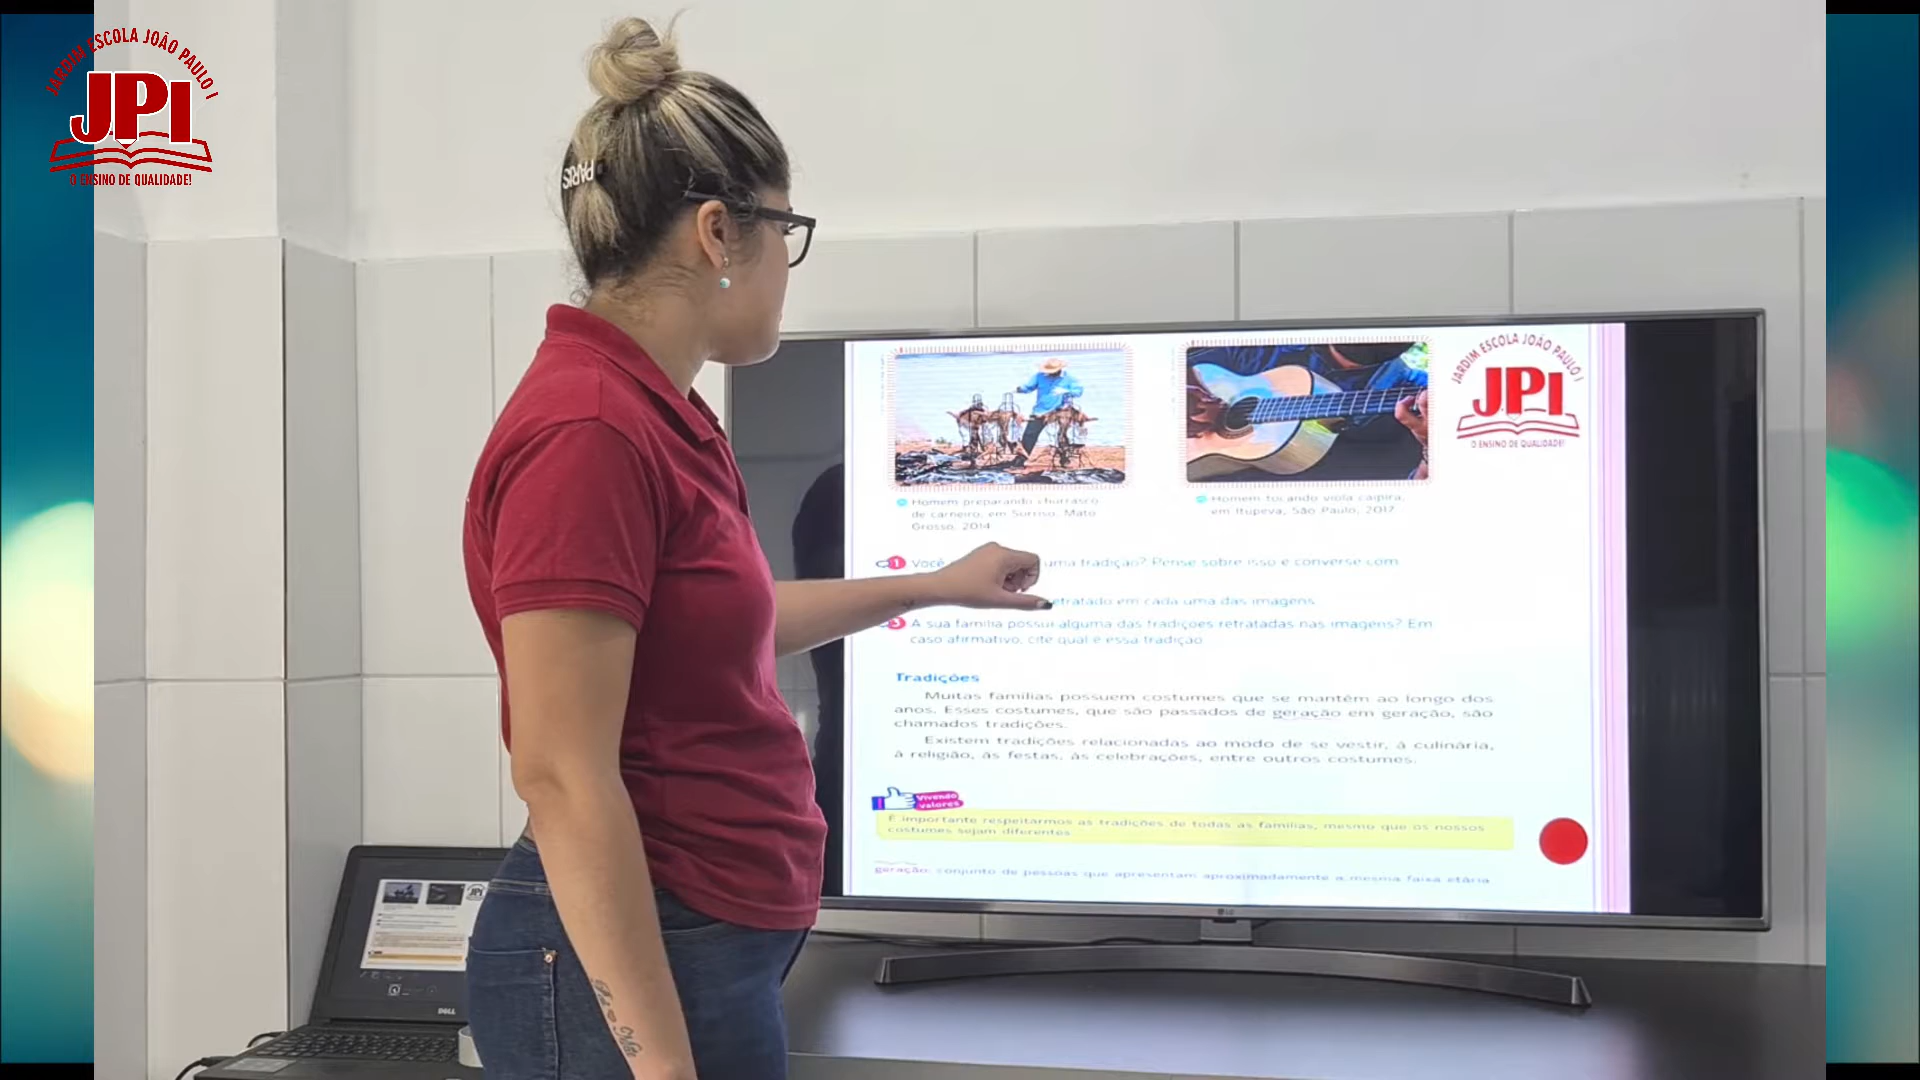 JARDIM ESCOLA JOÃO PAULO I
JPI
O ENSINO DE QUALIDADE!
PARIS
JARDIM ESCOLA JOÃO PAULO I
JPI
O ENSINO DE QUALIDADE!
Homem preparando churrasco
de carneiro, em Sorriso, Mato
Grosso, 2014
Homem tocando viola caipira,
em Itupeva, São Paulo, 2017
1 Você uma tradição? Pense sobre isso e converse com
retratado em cada uma das imagens.
3 A sua família possui alguma das tradições retratadas nas imagens? Em
caso afirmativo, cite qual é essa tradição
Tradições
Muitas famílias possuem costumes que se mantêm ao longo dos
anos. Esses costumes, que são passados de geração em geração, são
chamados tradições.
Existem tradições relacionadas ao modo de se vestir, à culinária,
à religião, às festas, às celebrações, entre outros costumes.
Vivendo
valores
É importante respeitarmos as tradições de todas as famílias, mesmo que os nossos
costumes sejam diferentes
geração: conjunto de pessoas que apresentam aproximadamente a mesma faixa etária
LG
DELL